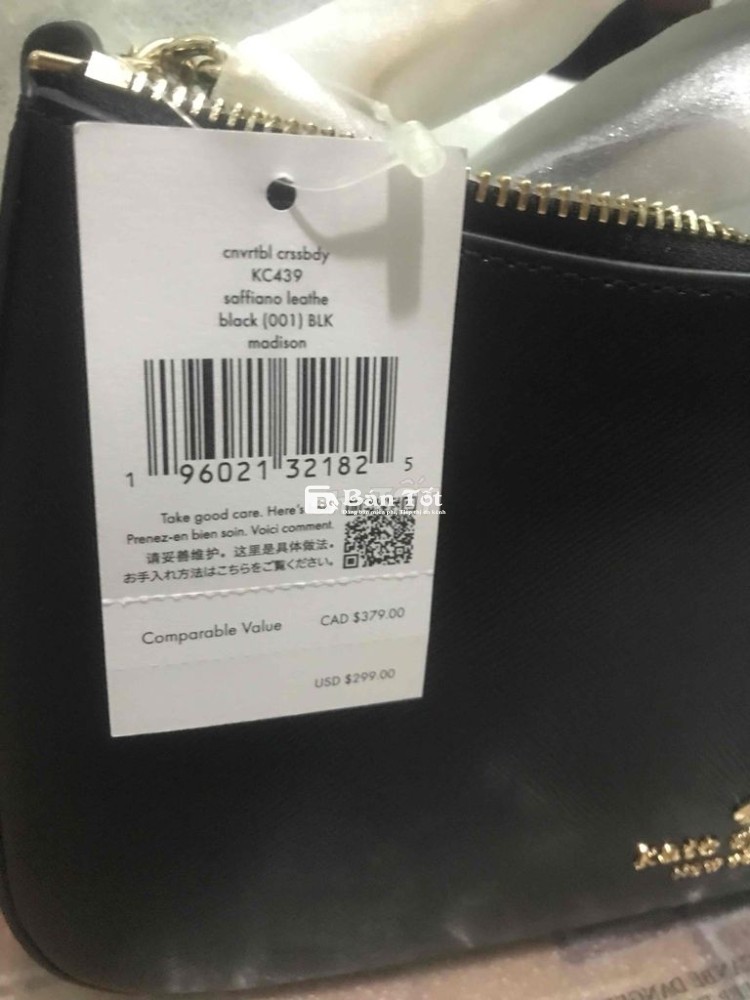 cnvrtbl crssbdy
KC439
saffiano leathe
black (001) BLK
madison
1 96021 32182 5
Take good care. Here's
Prenez-en bien soin. Voici comment.
请妥善维护。这里是具体做法。
お手入れ方法はこちらをご覧ください。
Bán Tốt
Comparable Value CAD $379.00
USD $299.00
kate